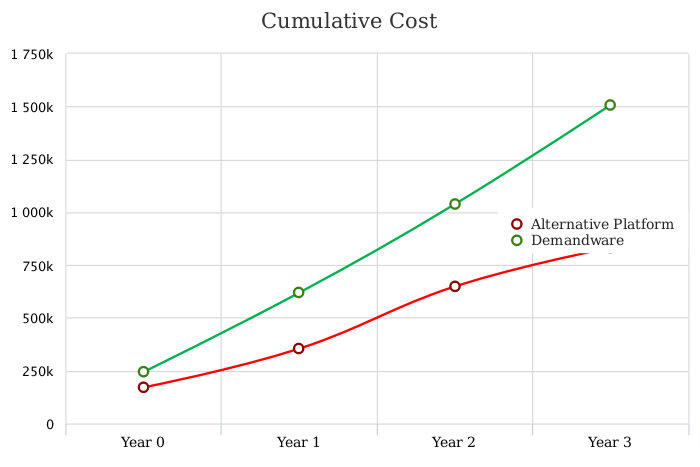 Cumulative Cost
1 750k
1 500k
1 250k
1 000k
750k
500k
250k
0
Alternative Platform
Demandware
Year 0 Year 1 Year 2 Year 3